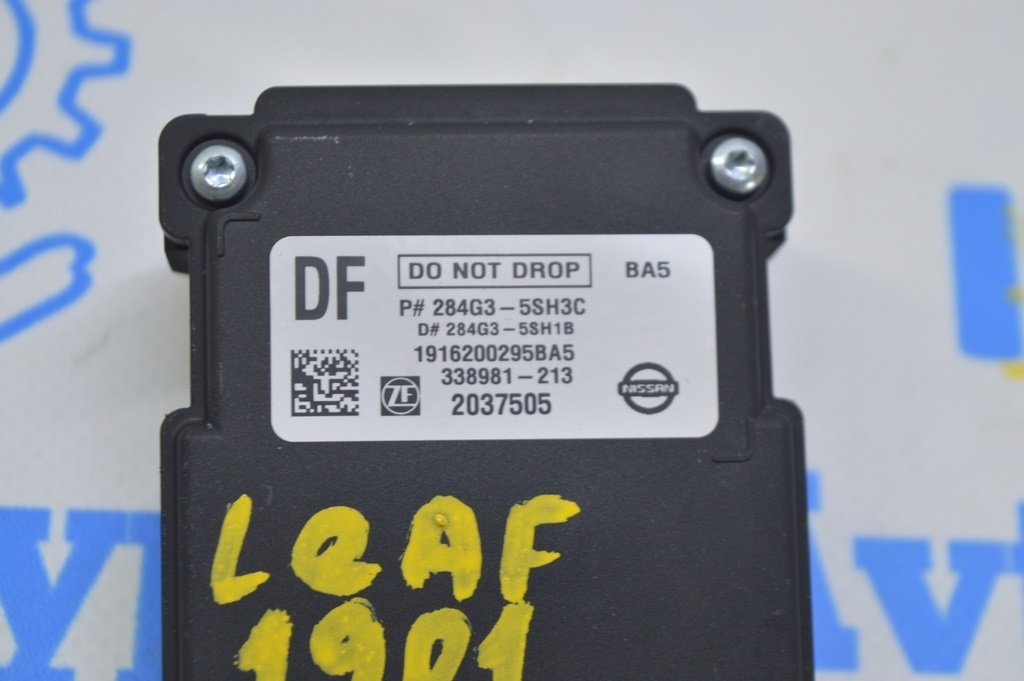 DF
DO NOT DROP
BA5
P# 284G3-5SH3C
D# 284G3-5SH1B
1916200295BA5
338981-213
ZF
2037505
NISSAN
LeAF